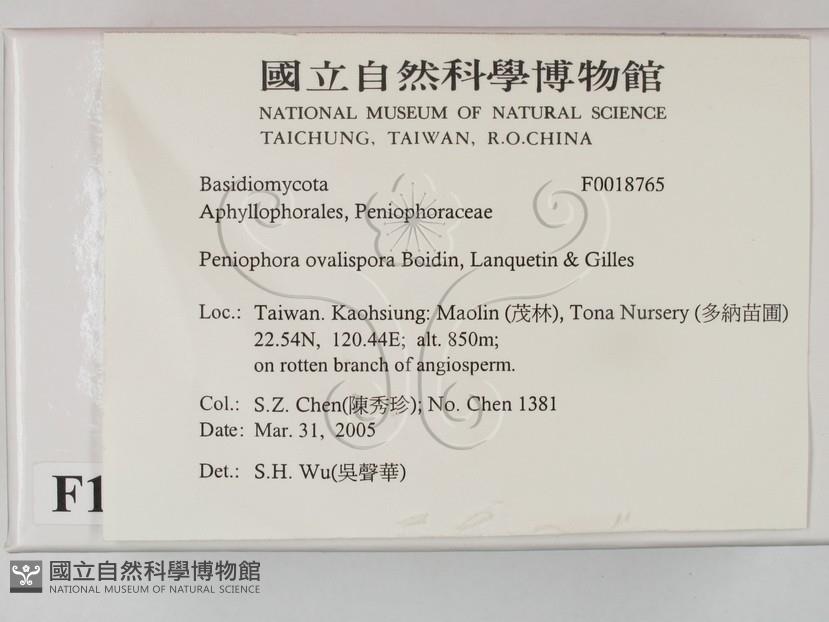 國立自然科學博物館
NATIONAL MUSEUM OF NATURAL SCIENCE
TAICHUNG, TAIWAN, R.O.CHINA
Basidiomycota F0018765
Aphyllophorales, Peniophoraceae
Peniophora ovalispora Boidin, Lanquetin & Gilles
Loc.: Taiwan. Kaohsiung: Maolin (茂林), Tona Nursery (多納苗圃)
22.54N, 120.44E; alt. 850m;
on rotten branch of angiosperm.
Col.: S.Z. Chen(陳秀珍); No. Chen 1381
Date: Mar. 31, 2005
Det.: S.H. Wu(吳聲華)
F1
國立自然科學博物館
NATIONAL MUSEUM OF NATURAL SCIENCE